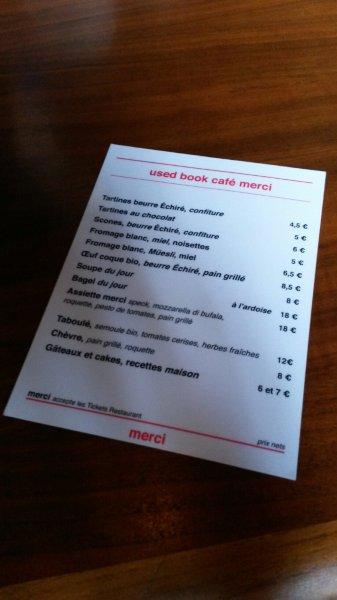 used book café merci
Tartines beurre Échiré, confiture 4,5 €
Tartines au chocolat 5 €
Scones, beurre Échiré, confiture 6 €
Fromage blanc, miel, noisettes 5 €
Fromage blanc, Müesli, miel 6,5 €
Œuf coque bio, beurre Échiré, pain grillé 8,5 €
Soupe du jour 8 €
Bagel du jour à l'ardoise 18 €
Assiette merci speck, mozzarella di bufala, 18 €
roquette, pesto de tomates, pain grillé
Taboulé, semoule bio, tomates cerises, herbes fraîches 12€
Chèvre, pain grillé, roquette 8 €
Gâteaux et cakes, recettes maison 6 et 7 €
merci accepte les Tickets Restaurant prix nets
merci